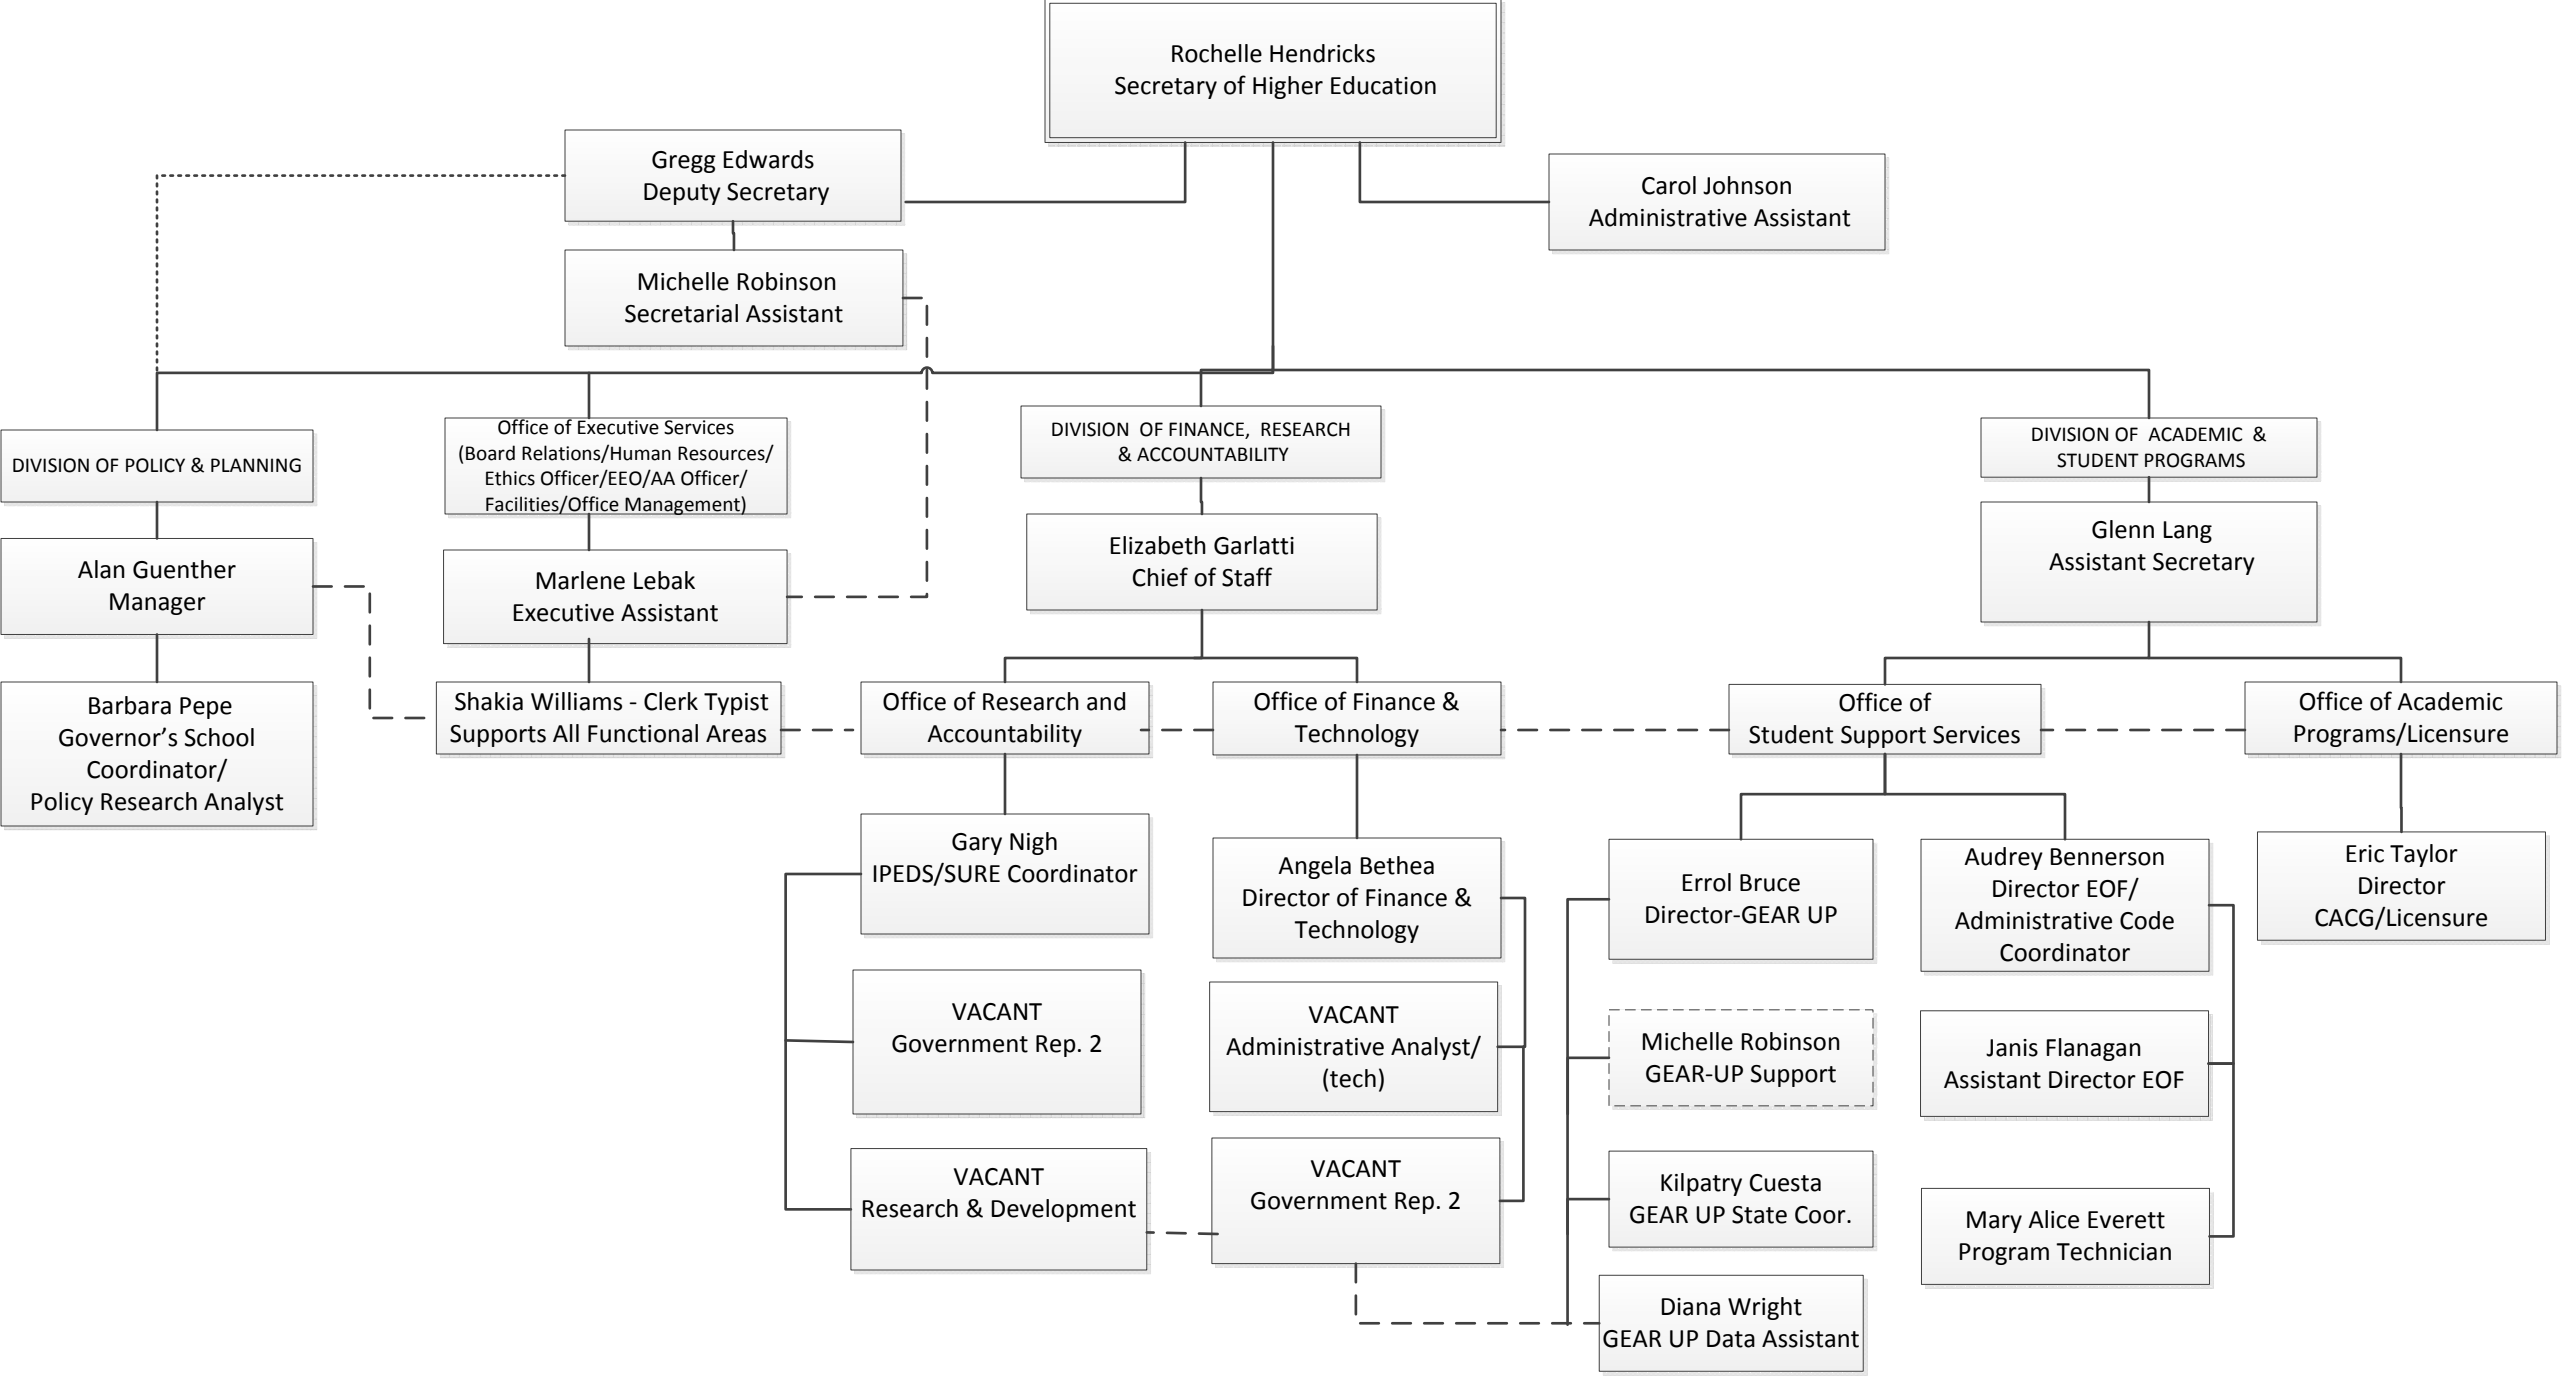 Rochelle Hendricks
Secretary of Higher Education
Gregg Edwards
Deputy Secretary
Carol Johnson
Administrative Assistant
Michelle Robinson
Secretarial Assistant
DIVISION OF POLICY & PLANNING
Office of Executive Services
(Board Relations/Human Resources/
Ethics Officer/EEO/AA Officer/
Facilities/Office Management)
DIVISION OF FINANCE, RESEARCH
& ACCOUNTABILITY
DIVISION OF ACADEMIC &
STUDENT PROGRAMS
Alan Guenther
Manager
Marlene Lebak
Executive Assistant
Elizabeth Garlatti
Chief of Staff
Glenn Lang
Assistant Secretary
Barbara Pepe
Governor’s School
Coordinator/
Policy Research Analyst
Shakia Williams - Clerk Typist
Supports All Functional Areas
Office of Research and
Accountability
Office of Finance &
Technology
Office of
Student Support Services
Office of Academic
Programs/Licensure
Gary Nigh
IPEDS/SURE Coordinator
Angela Bethea
Director of Finance &
Technology
Errol Bruce
Director-GEAR UP
Audrey Bennerson
Director EOF/
Administrative Code
Coordinator
Eric Taylor
Director
CACG/Licensure
VACANT
Government Rep. 2
VACANT
Administrative Analyst/
(tech)
Michelle Robinson
GEAR-UP Support
Janis Flanagan
Assistant Director EOF
VACANT
Research & Development
VACANT
Government Rep. 2
Kilpatry Cuesta
GEAR UP State Coor.
Mary Alice Everett
Program Technician
Diana Wright
GEAR UP Data Assistant